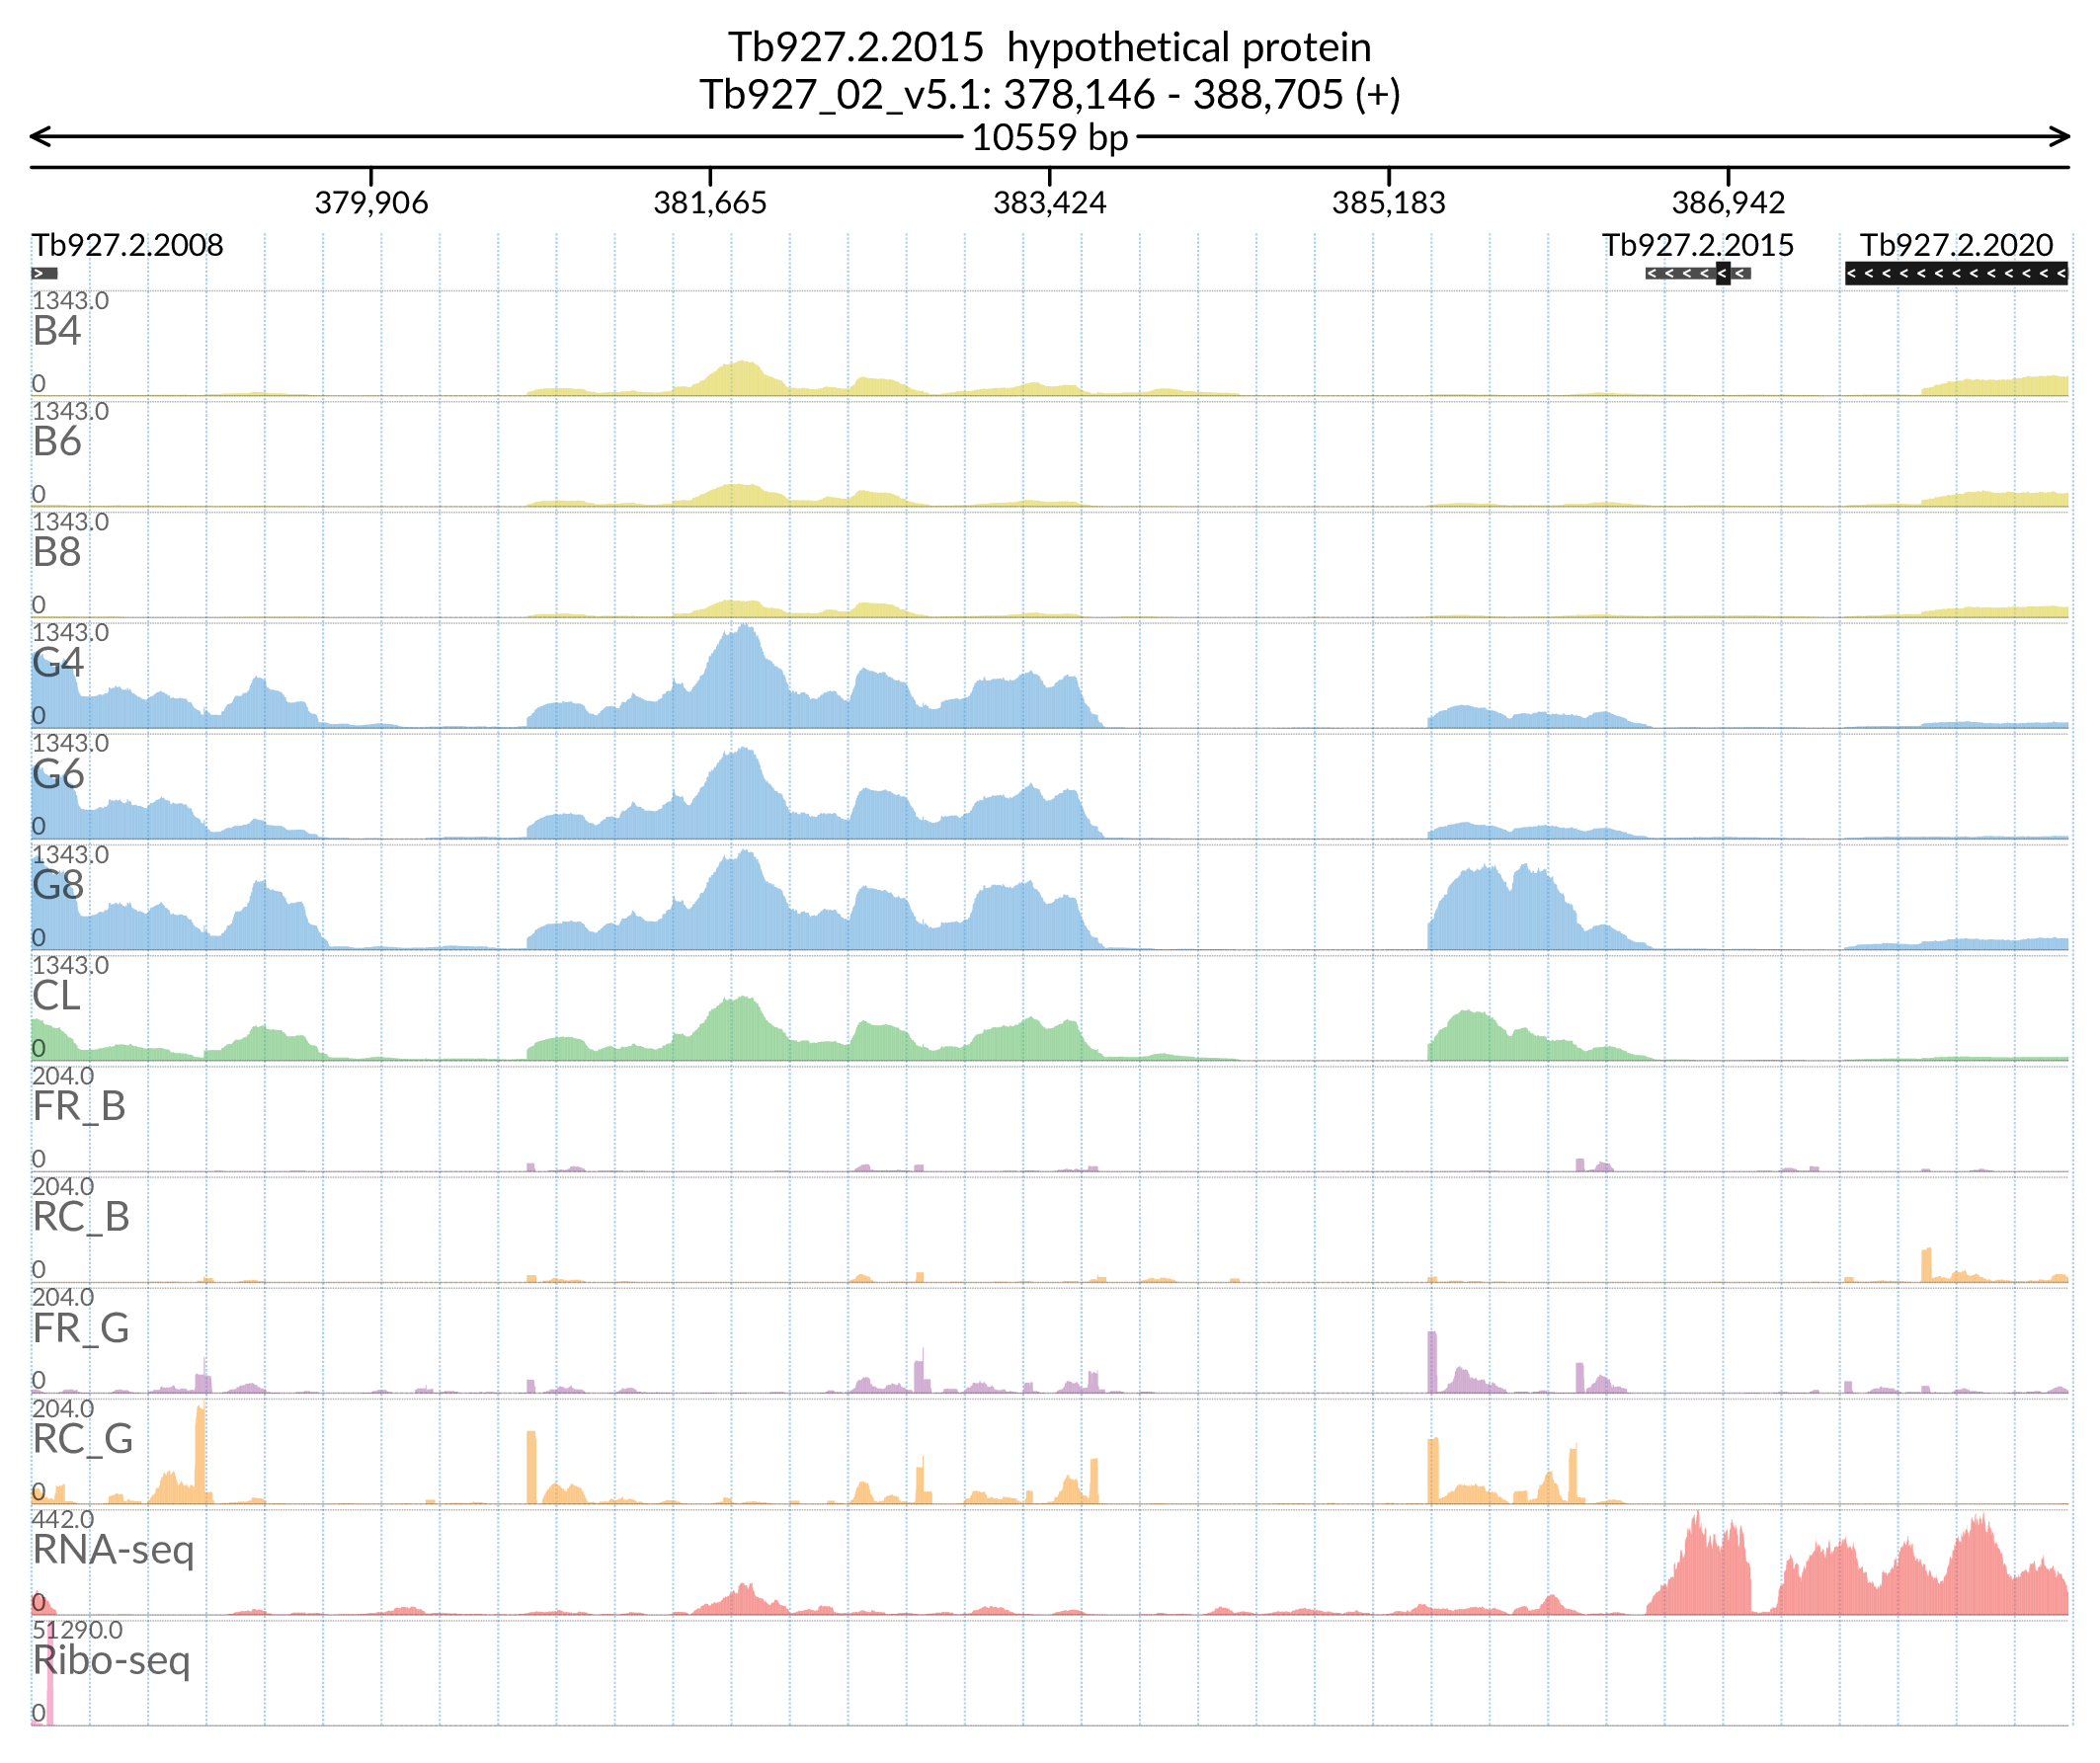 Tb927.2.2015 hypothetical protein
Tb927_02_v5.1: 378,146 - 388,705 (+)
10559 bp
379,906 381,665 383,424 385,183 386,942
Tb927.2.2008 Tb927.2.2015 Tb927.2.2020
1343.0
B4
0
1343.0
B6
0
1343.0
B8
0
1343.0
G4
0
1343.0
G6
0
1343.0
G8
0
1343.0
CL
0
204.0
FR_B
0
204.0
RC_B
0
204.0
FR_G
0
204.0
RC_G
0
442.0
RNA-seq
0
51290.0
Ribo-seq
0